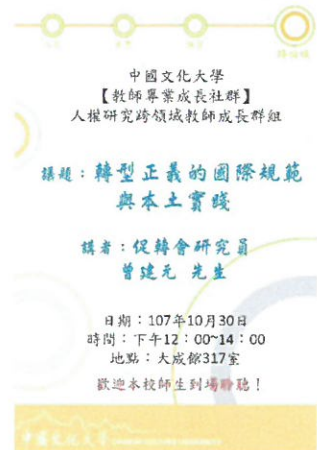 中國文化大學
【教師專業成長社群】
人權研究跨領域教師成長群組
議題：轉型正義的國際規範
與本土實踐
講者：促轉會研究員
曾建元 先生
日期：107年10月30日
時間：下午12：00~14：00
地點：大成館317室
歡迎本校師生到場聆聽！
中國文化大學